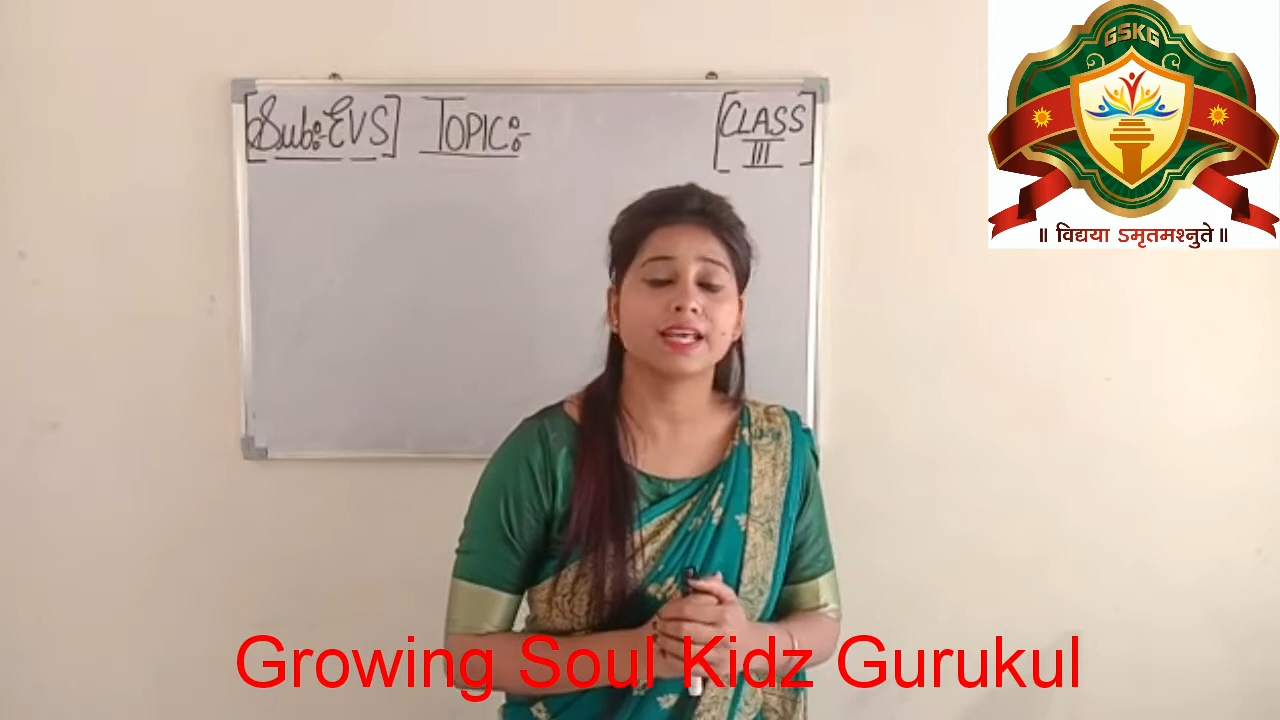 [Sub:- EVS] TOPIC:-
[CLASS
III]
GSKG
॥ विद्यया ऽमृतमश्नुते ॥
Growing Soul Kidz Gurukul